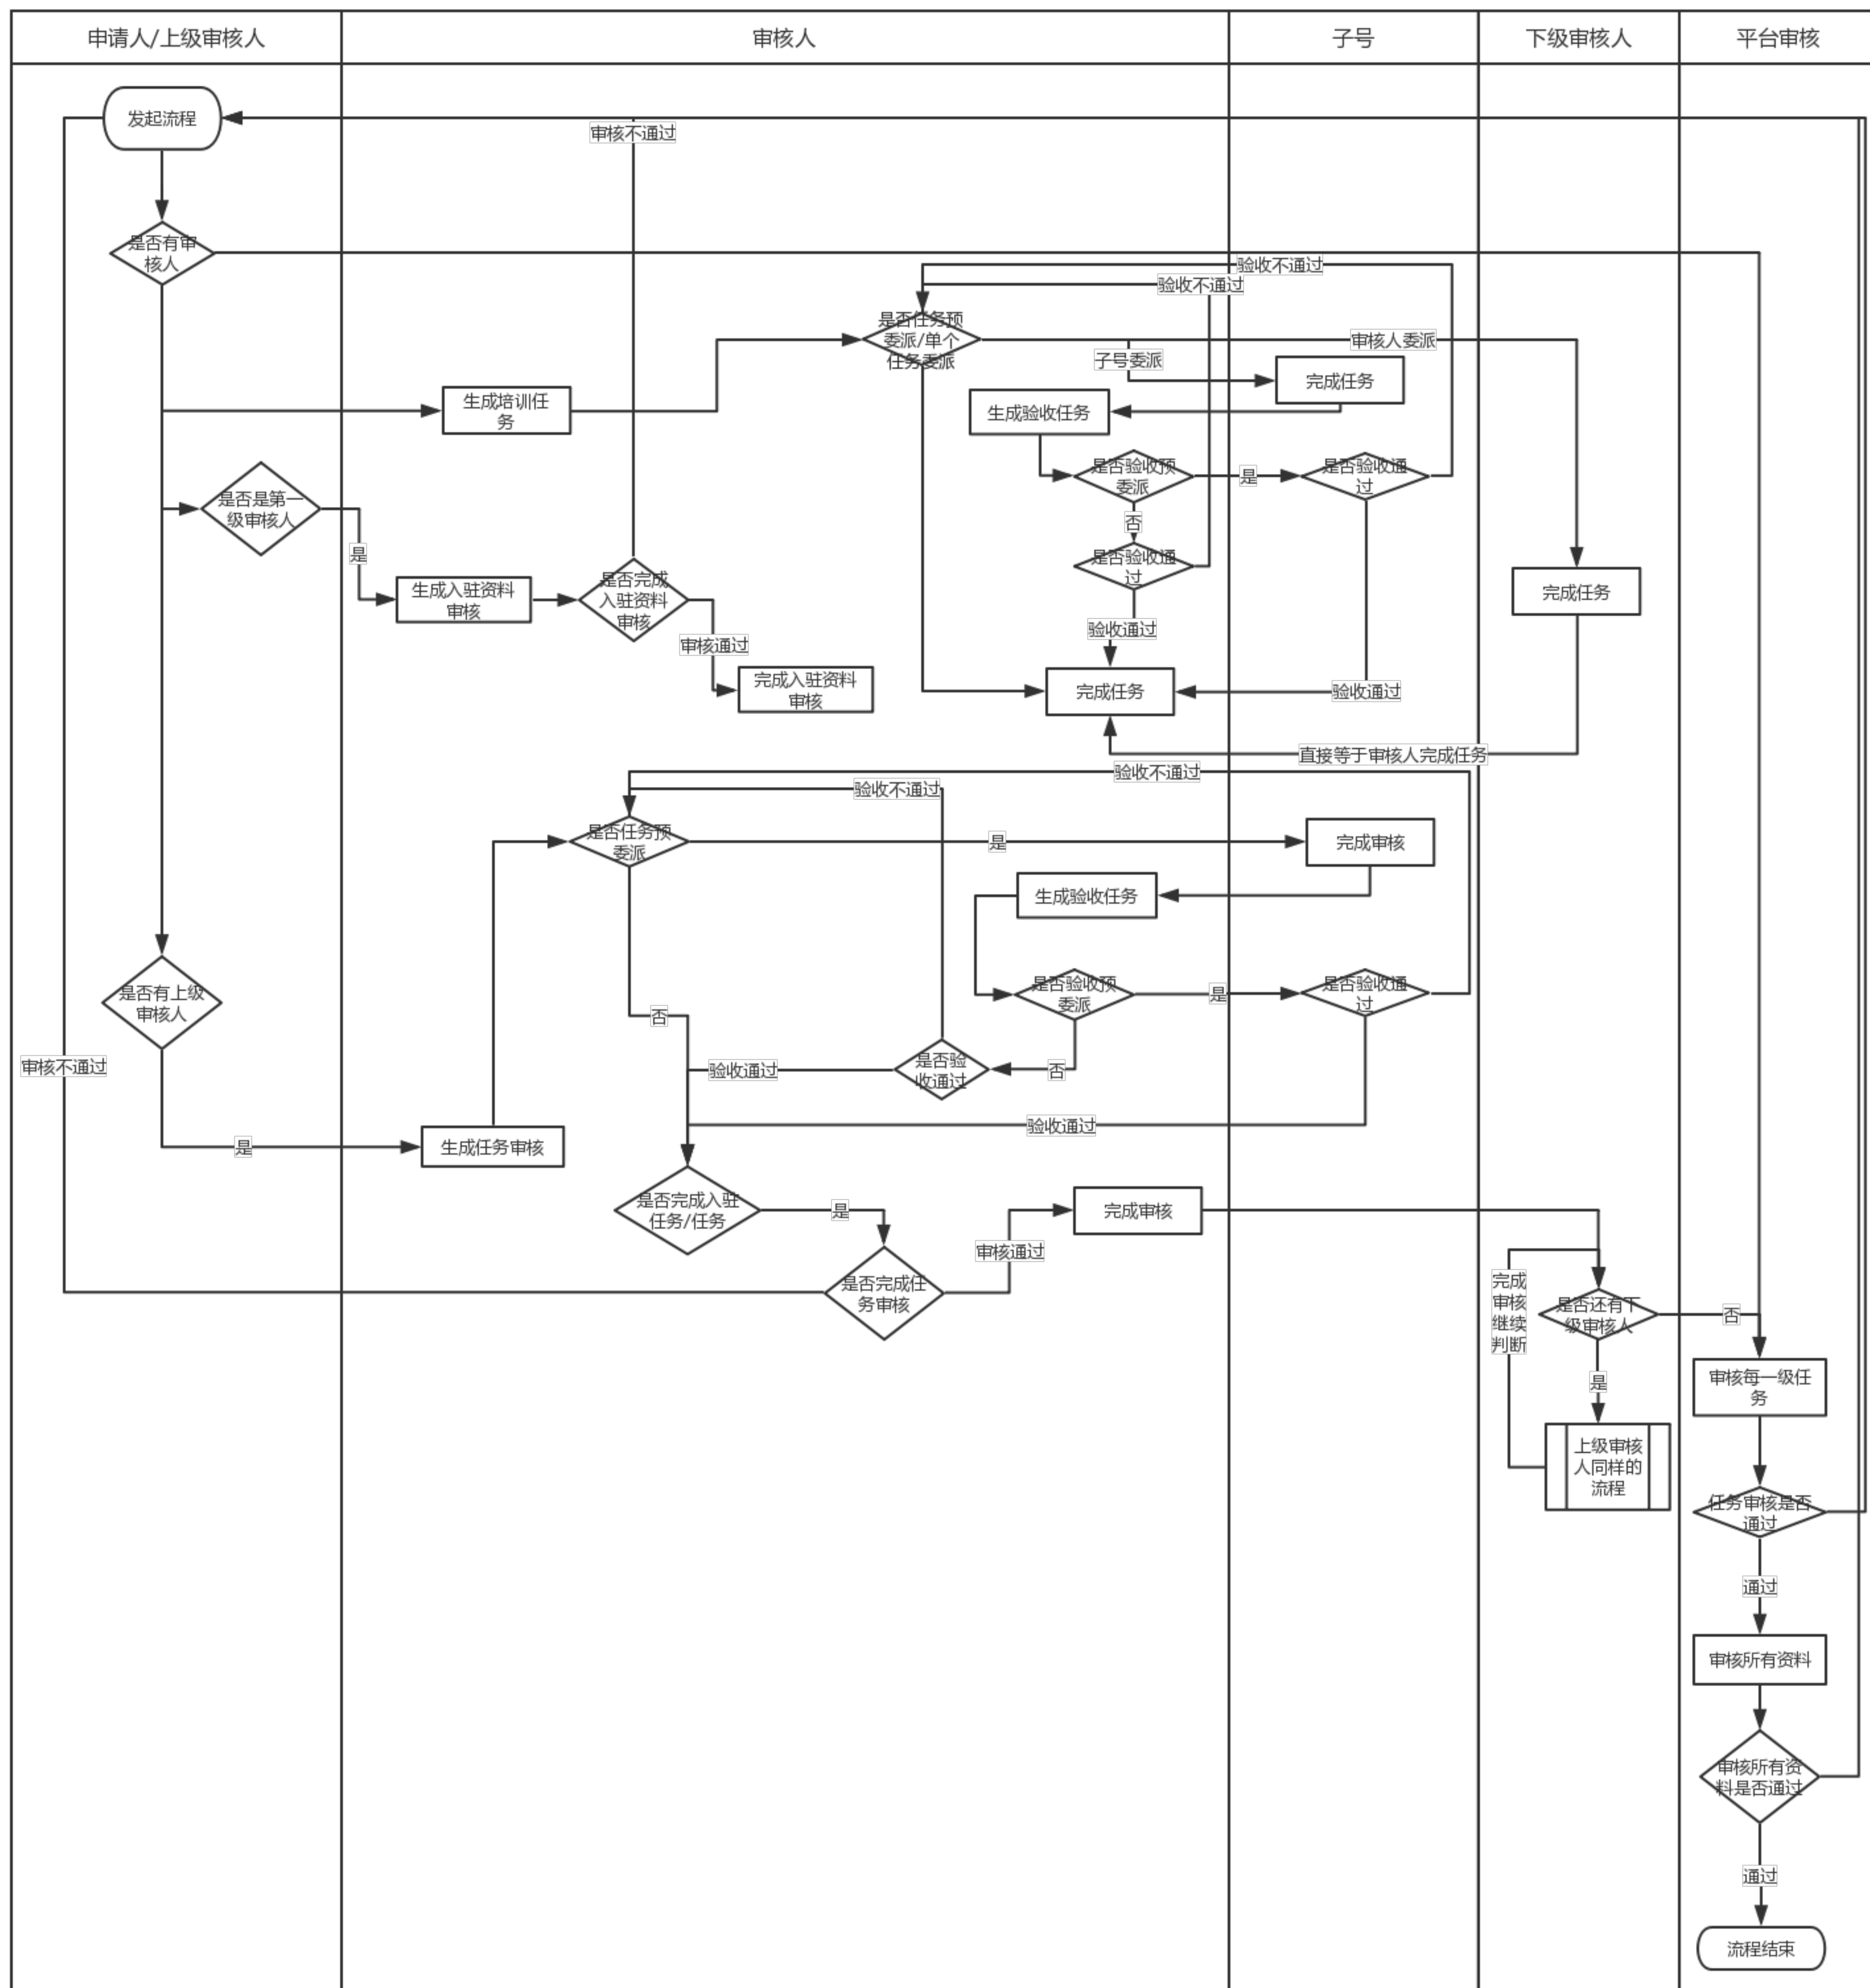 申请人/上级审核人
审核人
子号
下级审核人
平台审核
发起流程
审核不通过
是否有审
核人
验收不通过
验收不通过
是否任务预
委派/单个
任务委派
审核人委派
子号委派
完成任务
生成培训任
务
生成验收任务
是否验收预
委派
是
是否验收通
过
是否是第一
级审核人
否
是
是否验收通
过
生成入驻资料
审核
是否完成
入驻资料
审核
完成任务
验收通过
审核通过
完成入驻资料
审核
完成任务
验收通过
直接等于审核人完成任务
验收不通过
验收不通过
是否任务预
委派
是
完成审核
生成验收任务
是否验收预
委派
是
是否验收通
过
是否有上级
审核人
否
审核不通过
验收通过
是否验
收通过
否
验收通过
是
生成任务审核
是否完成入驻
任务/任务
是
完成审核
审核通过
是否完成任
务审核
完成
审核
继续
判断
是否还有下
级审核人
否
是
审核每一级任
务
上级审核
人同样的
流程
任务审核是否
通过
通过
审核所有资料
审核所有资
料是否通过
通过
流程结束